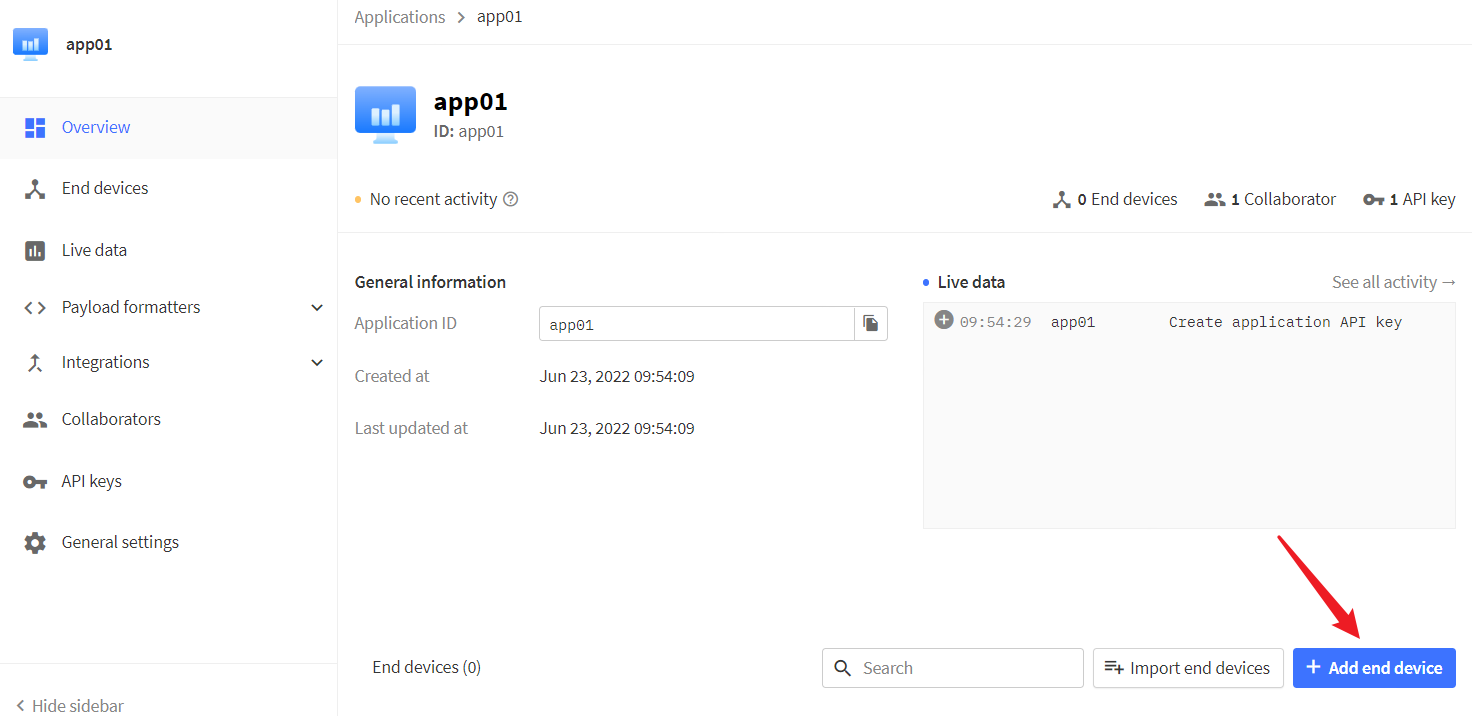 app01
Overview
End devices
Live data
Payload formatters
Integrations
Collaborators
API keys
General settings
Hide sidebar
Applications > app01
app01
ID: app01
No recent activity
0 End devices 1 Collaborator 1 API key
General information
Application ID app01
Created at Jun 23, 2022 09:54:09
Last updated at Jun 23, 2022 09:54:09
Live data See all activity →
09:54:29 app01 Create application API key
End devices (0) Search Import end devices + Add end device